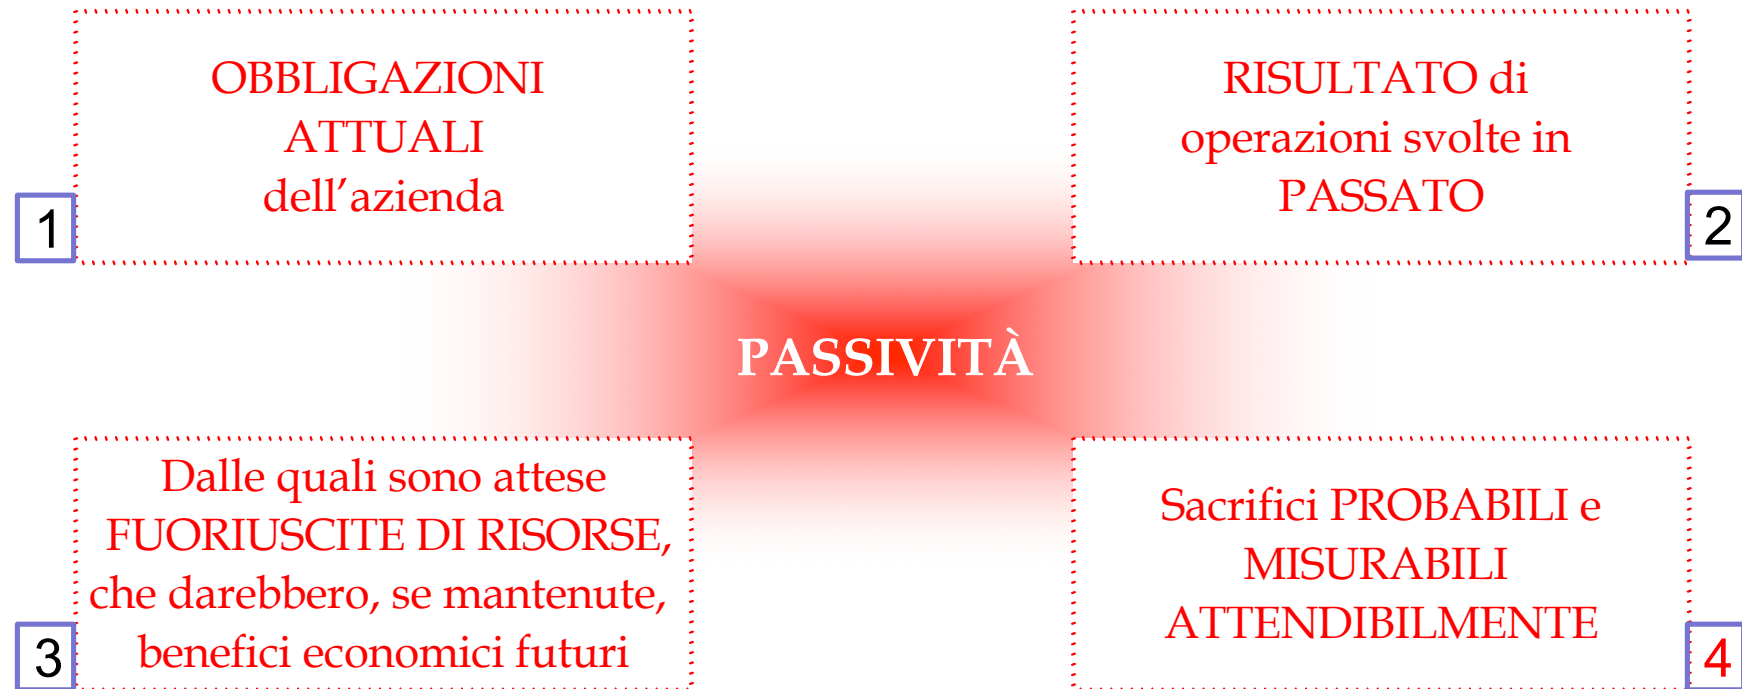 OBBLIGAZIONI
ATTUALI
dell’azienda
1
RISULTATO di
operazioni svolte in
PASSATO
2
PASSIVITÀ
Dalle quali sono attese
FUORIUSCITE DI RISORSE,
che darebbero, se mantenute,
benefici economici futuri
3
Sacrifici PROBABILI e
MISURABILI
ATTENDIBILMENTE
4